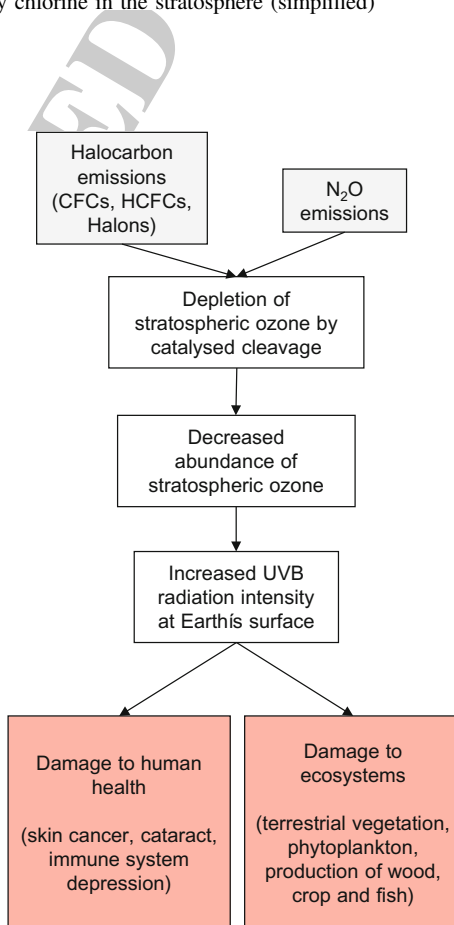 y chlorine in the stratosphere (simplified)
ED
Halocarbon
emissions
(CFCs, HCFCs,
Halons)
N₂O
emissions
Depletion of
stratospheric ozone by
catalysed cleavage
Decreased
abundance of
stratospheric ozone
Increased UVB
radiation intensity
at Earthís surface
Damage to human
health
(skin cancer, cataract,
immune system
depression)
Damage to
ecosystems
(terrestrial vegetation,
phytoplankton,
production of wood,
crop and fish)